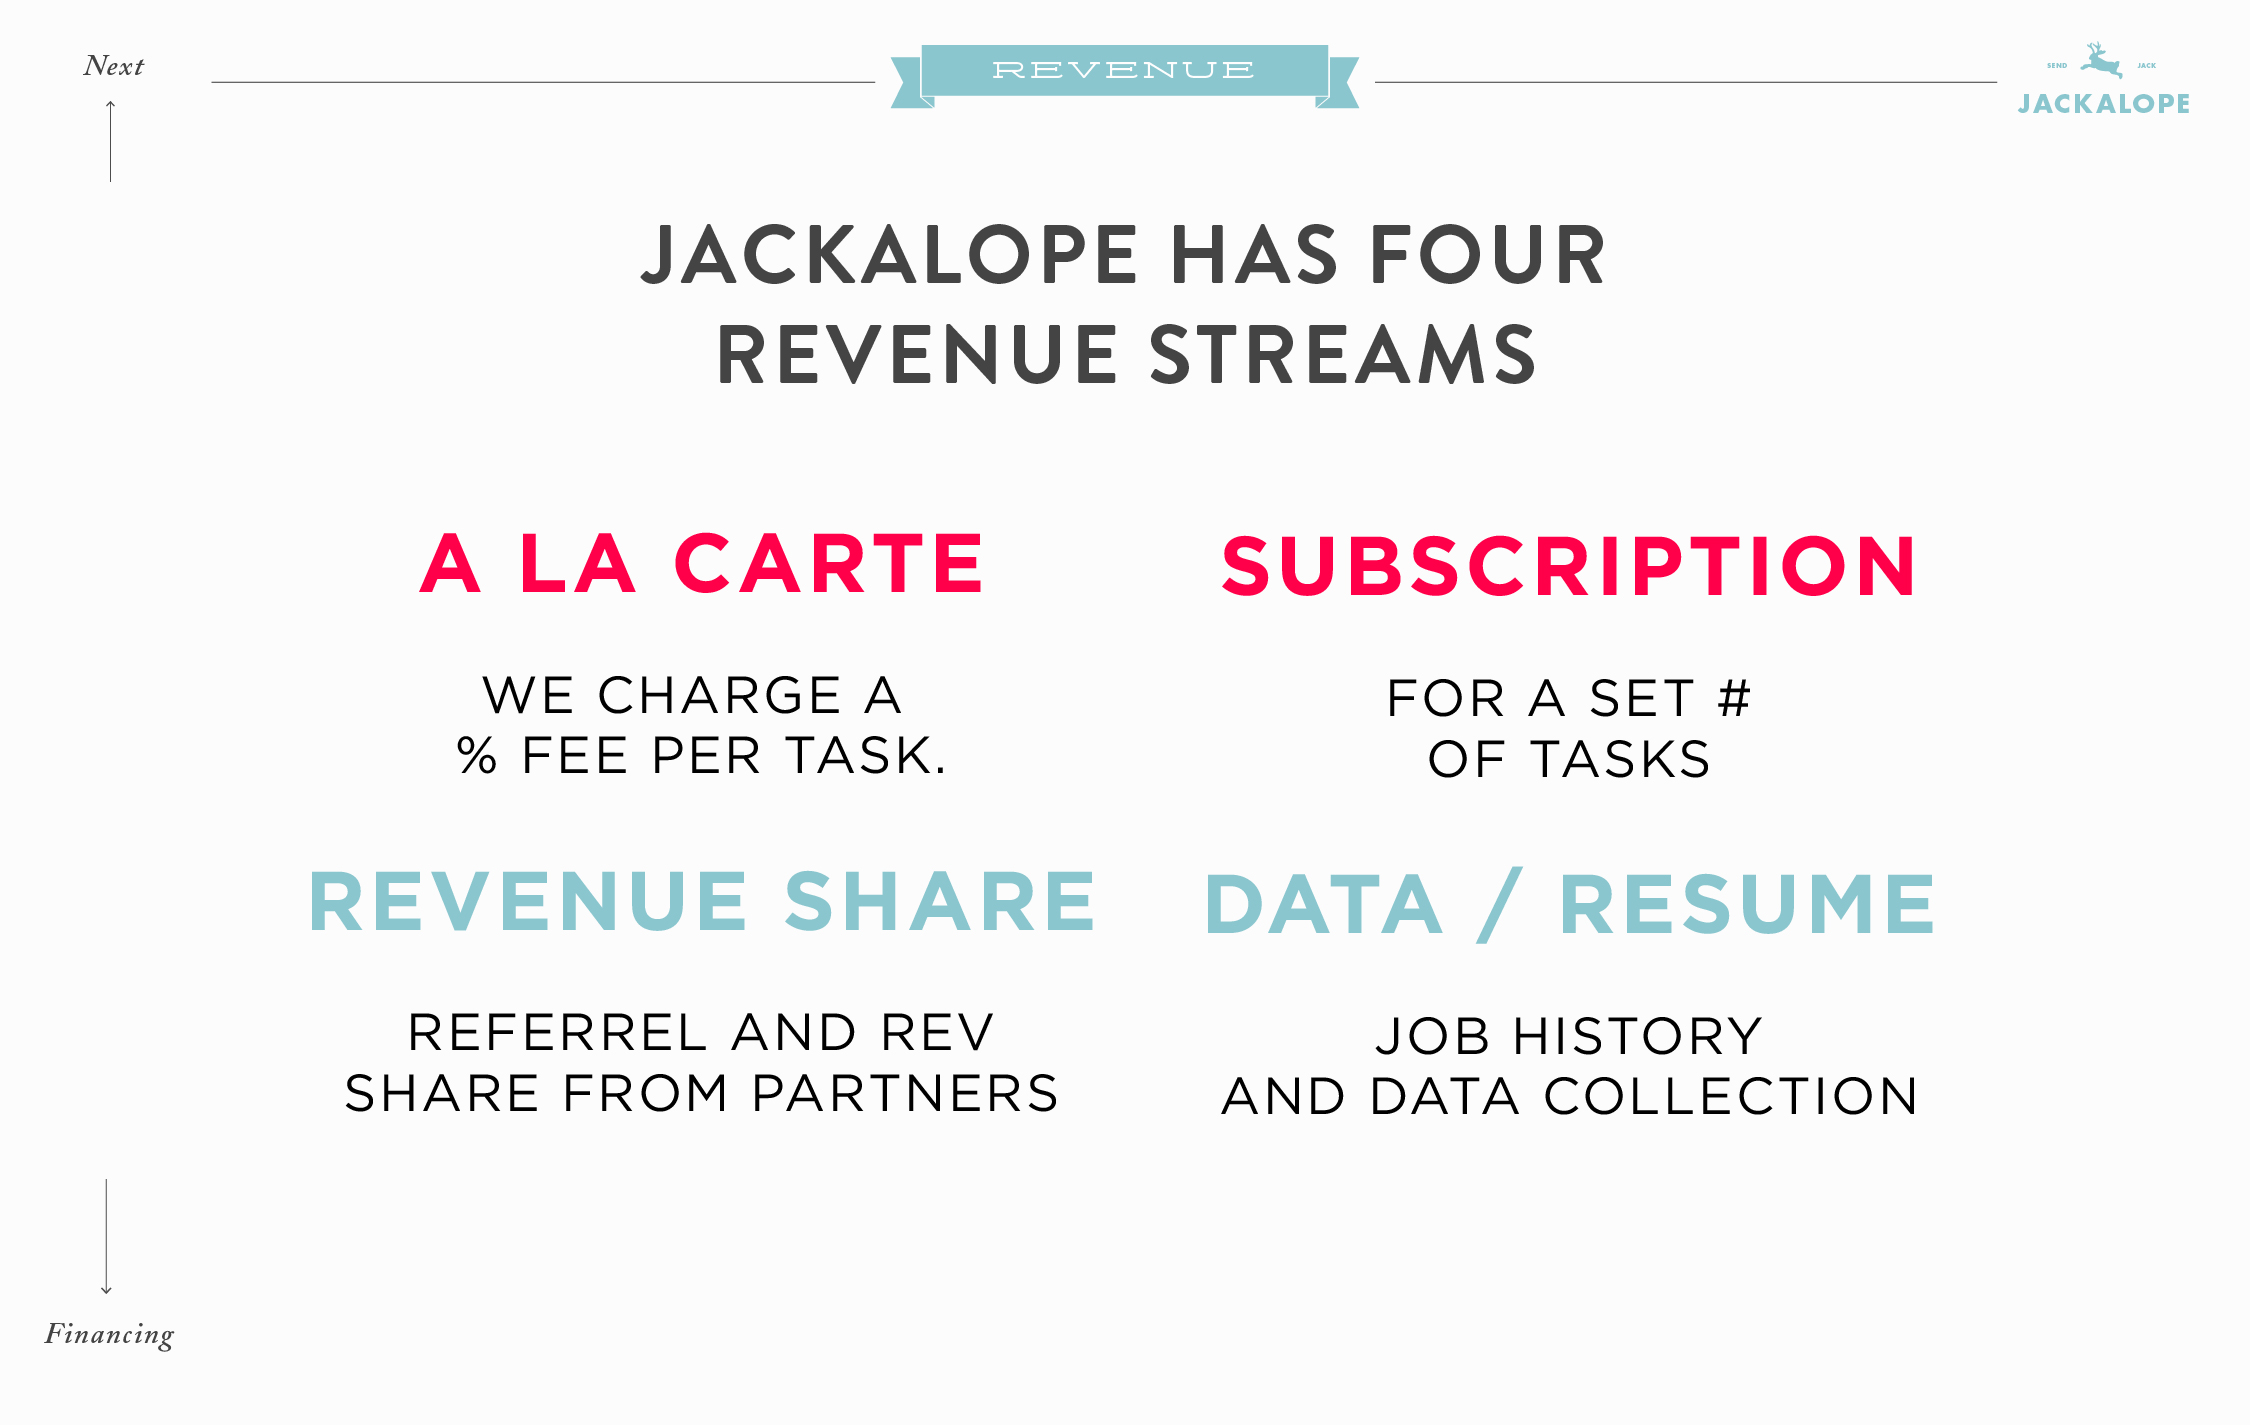 Next
REVENUE
SEND JACK
JACKALOPE
JACKALOPE HAS FOUR
REVENUE STREAMS
A LA CARTE
WE CHARGE A
% FEE PER TASK.
SUBSCRIPTION
FOR A SET #
OF TASKS
REVENUE SHARE
REFERREL AND REV
SHARE FROM PARTNERS
DATA / RESUME
JOB HISTORY
AND DATA COLLECTION
Financing